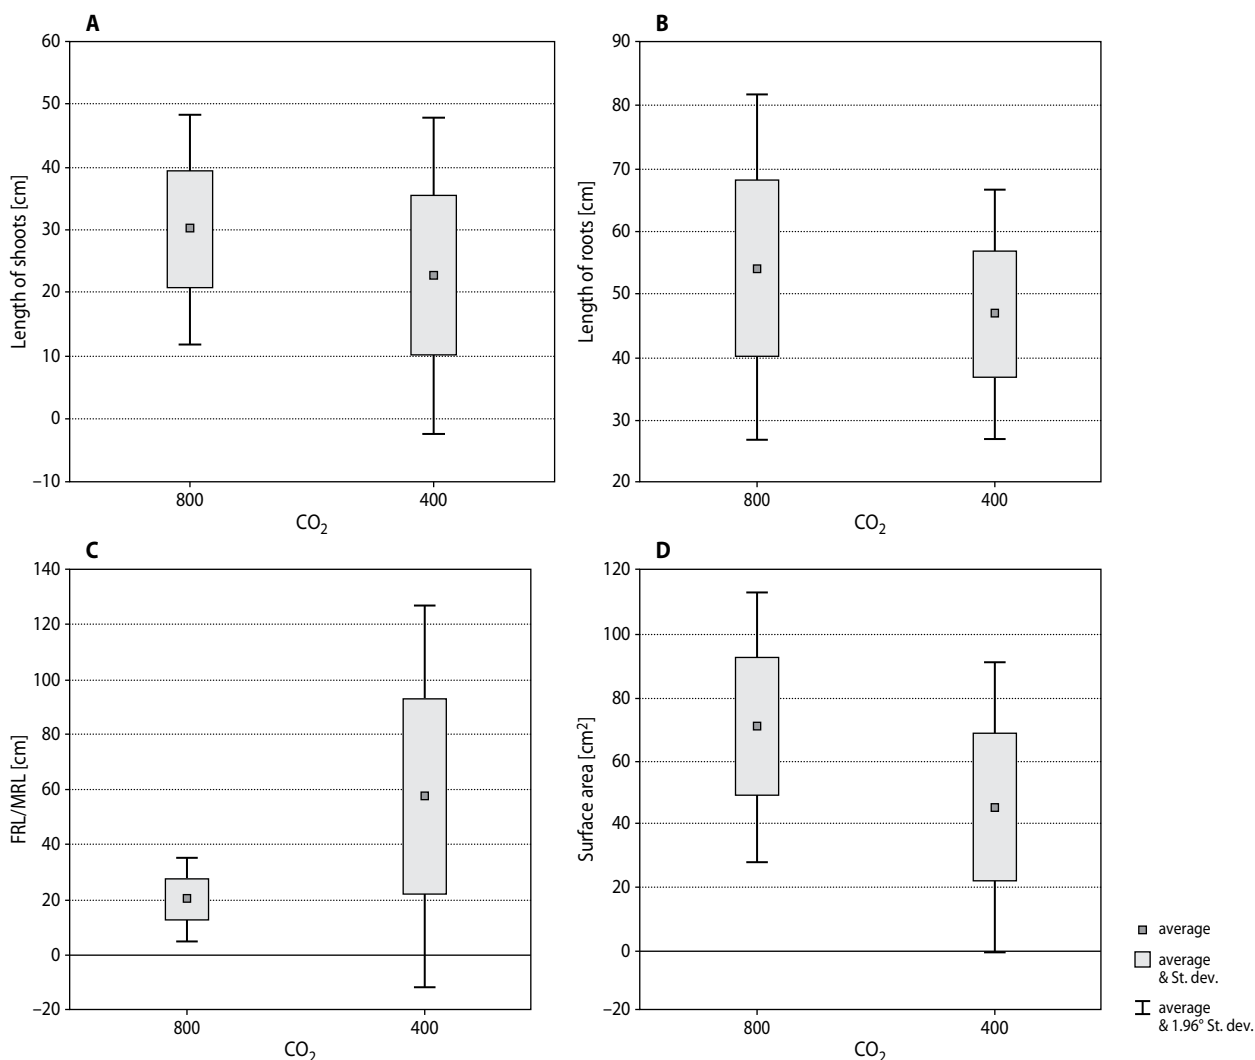 A
60
50
40
30
20
10
0
–10
Length of shoots [cm]
800
400
CO2
B
90
80
70
60
50
40
30
20
Length of roots [cm]
800
400
CO2
C
140
120
100
80
60
40
20
0
–20
FRL/MRL [cm]
800
400
CO2
D
120
100
80
60
40
20
0
–20
Surface area [cm²]
800
400
CO2
average
average
& St. dev.
average
& 1.96° St. dev.